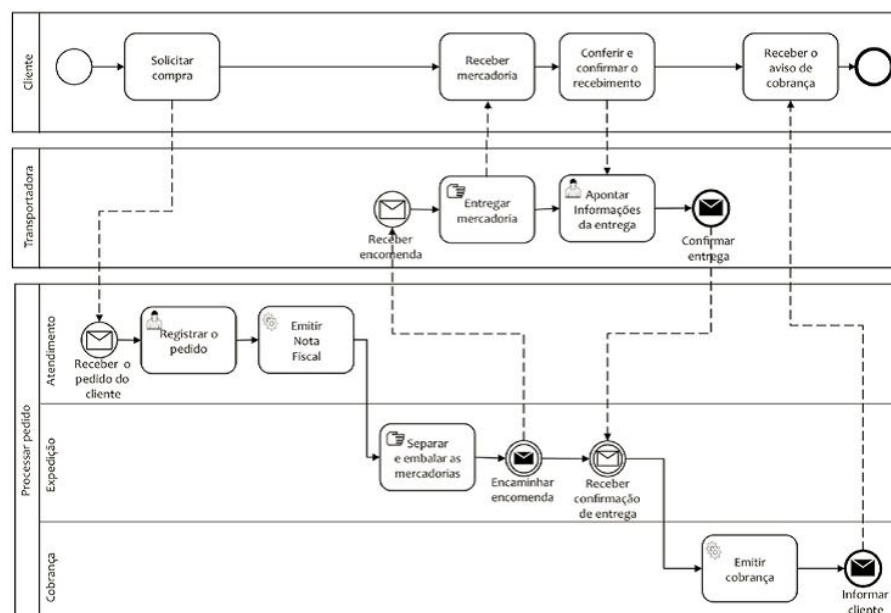 Cliente
Solicitar
compra
Receber
mercadoria
Conferir e
confirmar o
recebimento
Receber o
aviso de
cobrança
Transportadora
Receber
encomenda
Entregar
mercadoria
Apontar
Informações
da entrega
Confirmar
entrega
Processar pedido
Atendimento
Receber o
pedido do
cliente
Registrar o
pedido
Emitir
Nota
Fiscal
Expedição
Separar
e embalar as
mercadorias
Encaminhar
encomenda
Receber
confirmação
de entrega
Cobrança
Emitir
cobrança
Informar
cliente